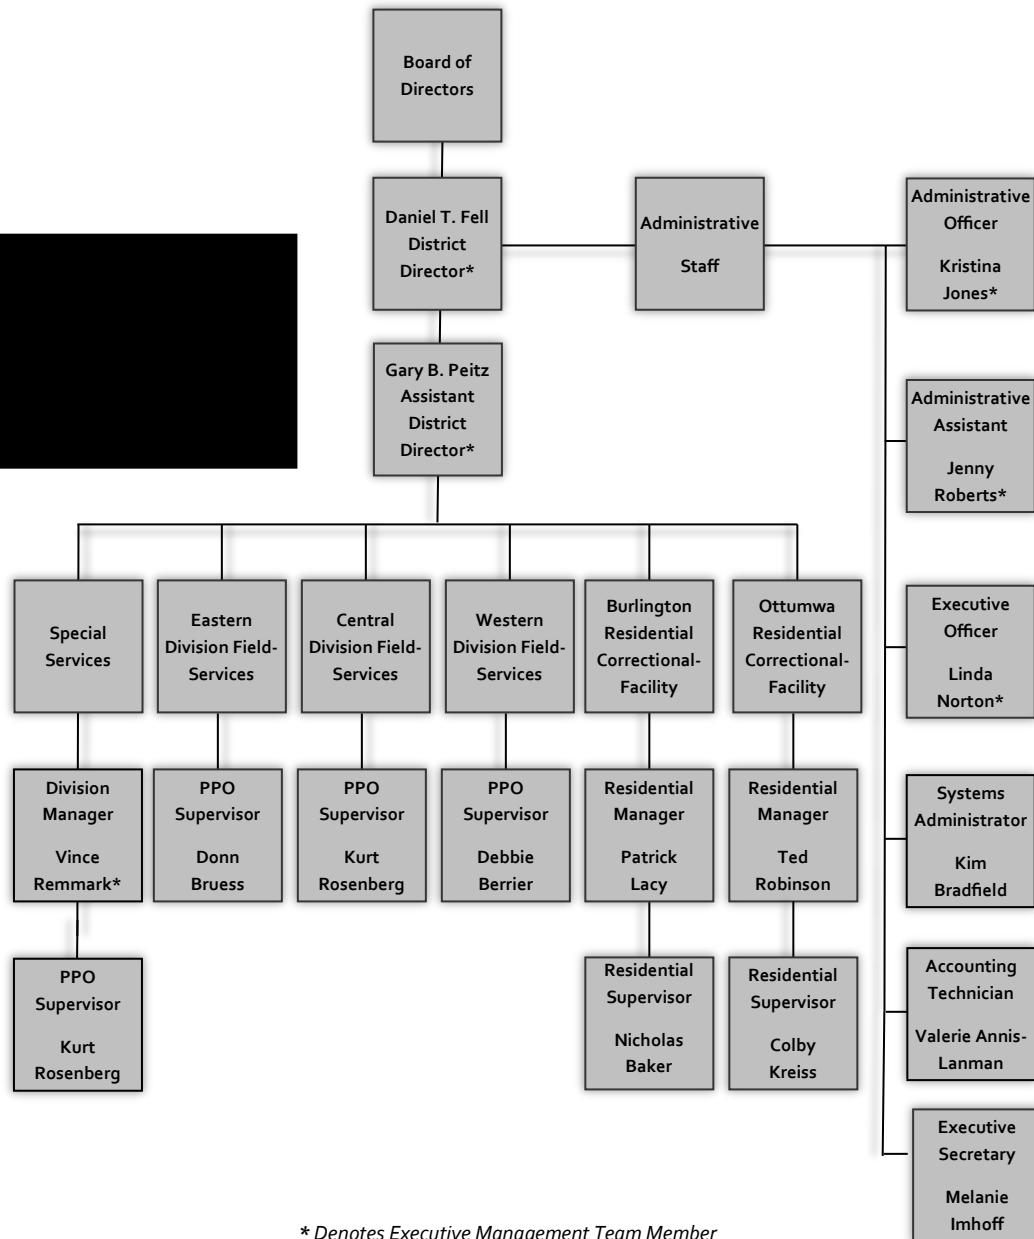 Board of
Directors
Daniel T. Fell
District
Director*
Administrative
Staff
Administrative
Officer
Kristina
Jones*
Gary B. Peitz
Assistant
District
Director*
Administrative
Assistant
Jenny
Roberts*
Special
Services
Eastern
Division Field-
Services
Central
Division Field-
Services
Western
Division Field-
Services
Burlington
Residential
Correctional-
Facility
Ottumwa
Residential
Correctional-
Facility
Executive
Officer
Linda
Norton*
Division
Manager
Vince
Remmark*
PPO
Supervisor
Donn
Bruess
PPO
Supervisor
Kurt
Rosenberg
PPO
Supervisor
Debbie
Berrier
Residential
Manager
Patrick
Lacy
Residential
Manager
Ted
Robinson
Systems
Administrator
Kim
Bradfield
PPO
Supervisor
Kurt
Rosenberg
Residential
Supervisor
Nicholas
Baker
Residential
Supervisor
Colby
Kreiss
Accounting
Technician
Valerie Annis-
Lanman
Executive
Secretary
Melanie
Imhoff
* Denotes Executive Management Team Member